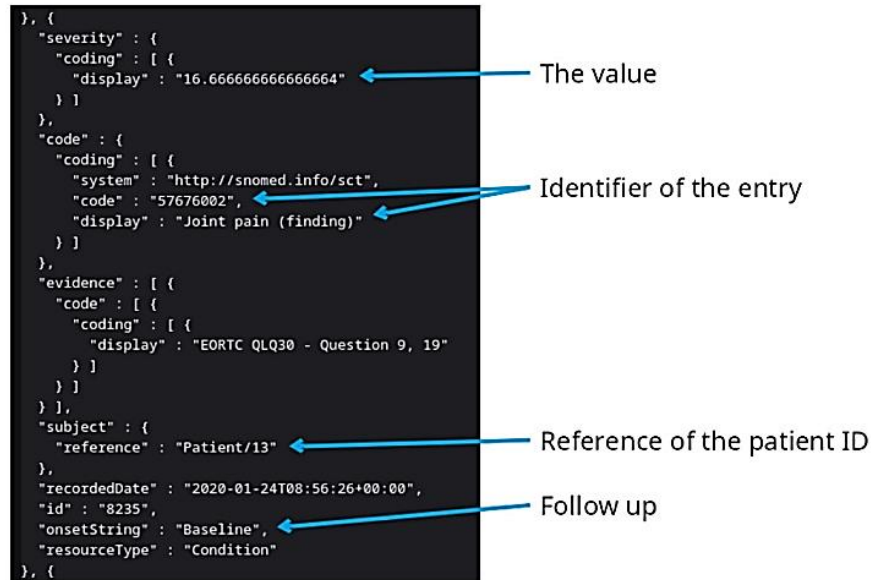 }, {
"severity" : {
"coding" : [ {
"display" : "16.666666666666664"
} ]
},
"code" : {
"coding" : [ {
"system" : "http://snomed.info/sct",
"code" : "57676002",
"display" : "Joint pain (finding)"
} ]
},
"evidence" : [ {
"code" : [ {
"coding" : [ {
"display" : "EORTC QLQ30 - Question 9, 19"
} ]
} ]
} ],
"subject" : {
"reference" : "Patient/13"
},
"recordedDate" : "2020-01-24T08:56:26+00:00",
"id" : "8235",
"onsetString" : "Baseline",
"resourceType" : "Condition"
}, {
The value
Identifier of the entry
Reference of the patient ID
Follow up